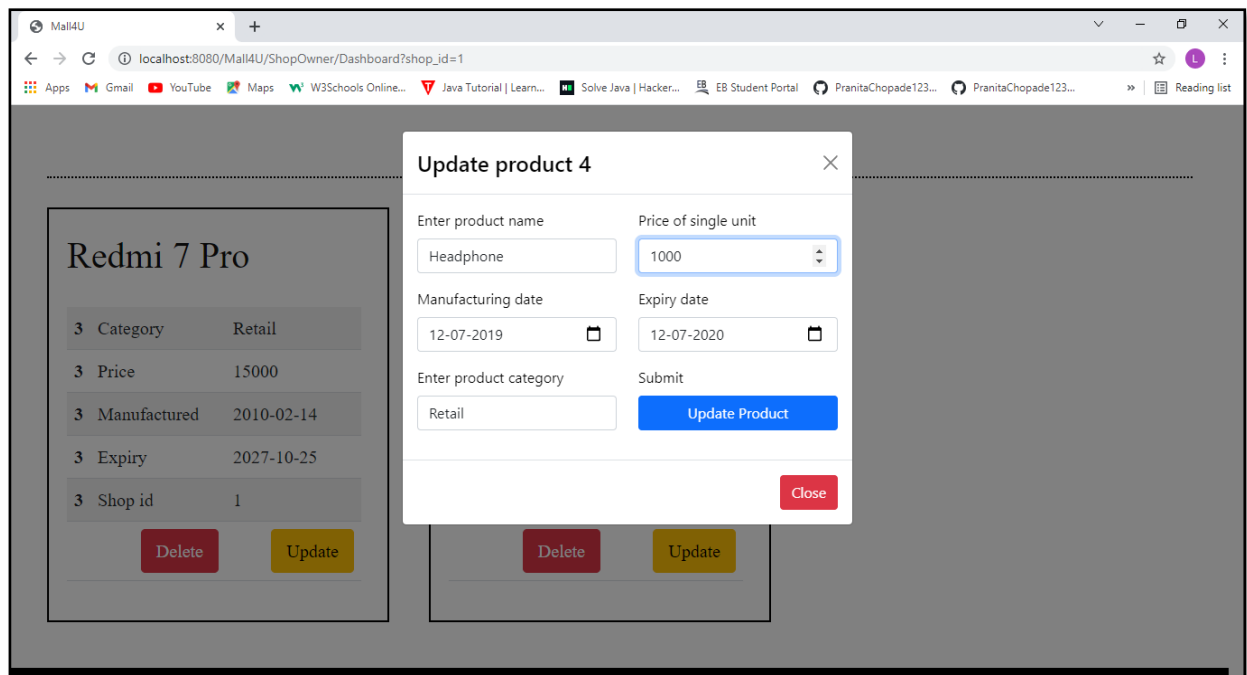 Mall4U
localhost:8080/Mall4U/ShopOwner/Dashboard?shop_id=1
L
Apps Gmail YouTube Maps W3Schools Online... Java Tutorial | Learn... Solve Java | Hacker... EB Student Portal PranitaChopade123... PranitaChopade123... » Reading list
Update product 4
Enter product name Price of single unit
Headphone 1000
Manufacturing date Expiry date
12-07-2019 12-07-2020
Enter product category Submit
Retail Update Product
Close
Redmi 7 Pro
3 Category Retail
3 Price 15000
3 Manufactured 2010-02-14
3 Expiry 2027-10-25
3 Shop id 1
Delete Update
Delete Update